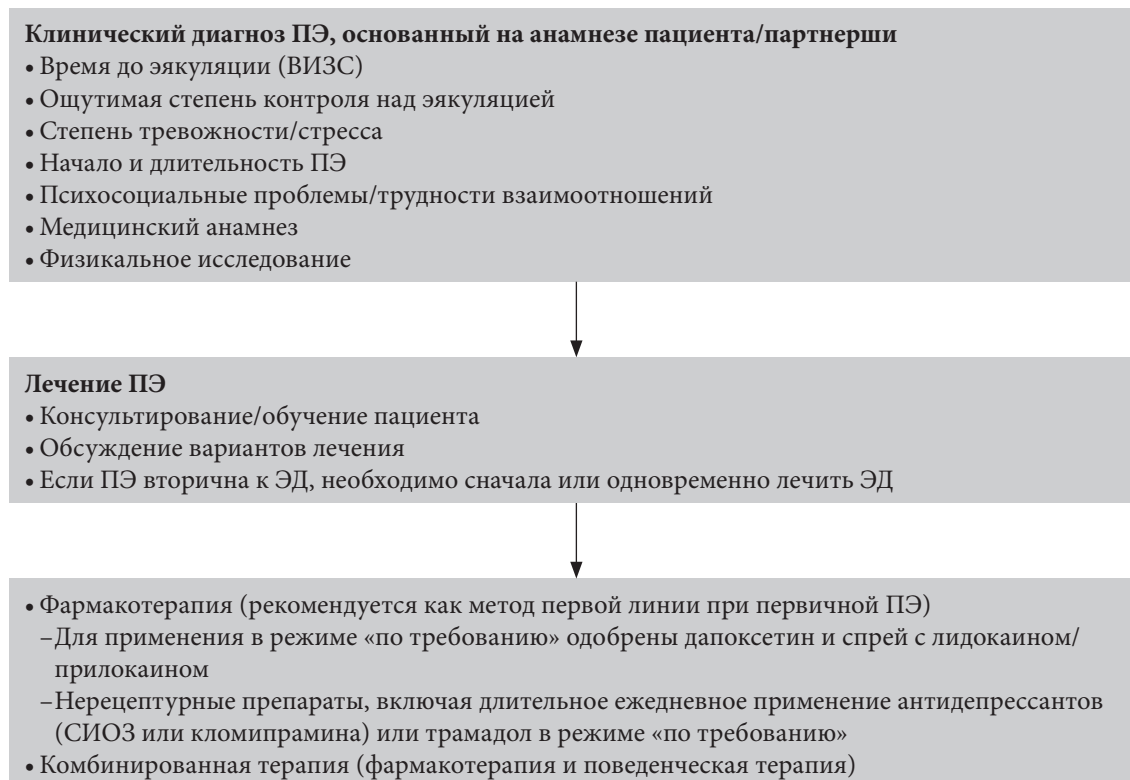 Клинический диагноз ПЭ, основанный на анамнезе пациента/партнерши
• Время до эякуляции (ВИЗС)
• Ощутимая степень контроля над эякуляцией
• Степень тревожности/стресса
• Начало и длительность ПЭ
• Психосоциальные проблемы/трудности взаимоотношений
• Медицинский анамнез
• Физикальное исследование
Лечение ПЭ
• Консультирование/обучение пациента
• Обсуждение вариантов лечения
• Если ПЭ вторична к ЭД, необходимо сначала или одновременно лечить ЭД
• Фармакотерапия (рекомендуется как метод первой линии при первичной ПЭ)
–Для применения в режиме «по требованию» одобрены дапоксетин и спрей с лидокаином/
прилокаином
–Нерецептурные препараты, включая длительное ежедневное применение антидепрессантов
(СИОЗ или кломипрамина) или трамадол в режиме «по требованию»
• Комбинированная терапия (фармакотерапия и поведенческая терапия)